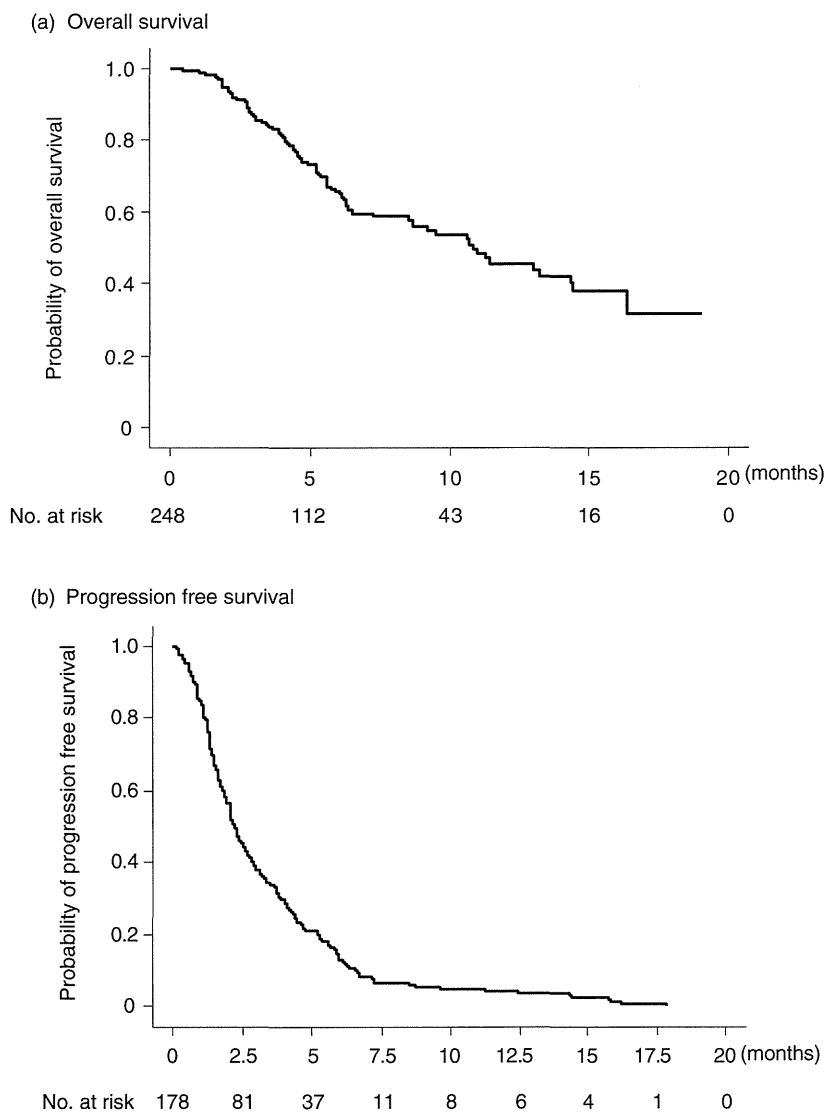 (a) Overall survival
Probability of overall survival
1.0
0.8
0.6
0.4
0.2
0
0 5 10 15 20 (months)
No. at risk 248 112 43 16 0
(b) Progression free survival
Probability of progression free survival
1.0
0.8
0.6
0.4
0.2
0
0 2.5 5 7.5 10 12.5 15 17.5 20 (months)
No. at risk 178 81 37 11 8 6 4 1 0